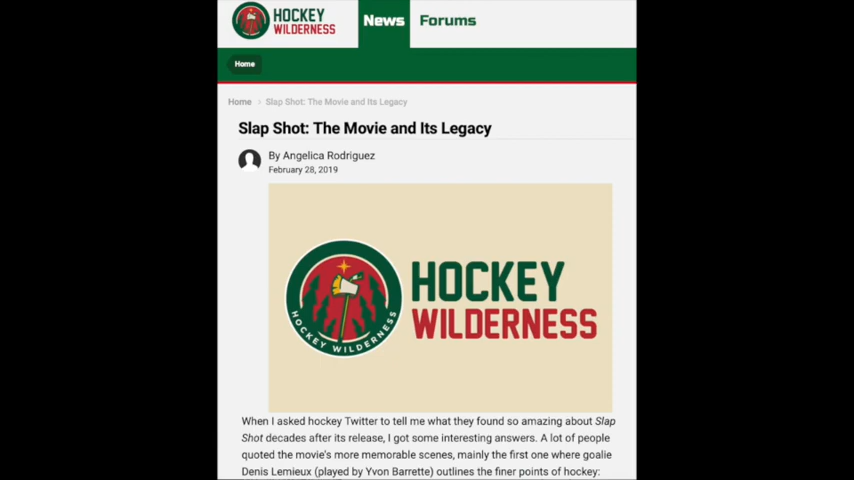 HOCKEY
WILDERNESS
News
Forums
Home
Home › Slap Shot: The Movie and Its Legacy
Slap Shot: The Movie and Its Legacy
By Angelica Rodriguez
February 28, 2019
HOCKEY
WILDERNESS
HOCKEY WILDERNESS
When I asked hockey Twitter to tell me what they found so amazing about Slap
Shot decades after its release, I got some interesting answers. A lot of people
quoted the movie's more memorable scenes, mainly the first one where goalie
Denis Lemieux (played by Yvon Barrette) outlines the finer points of hockey: